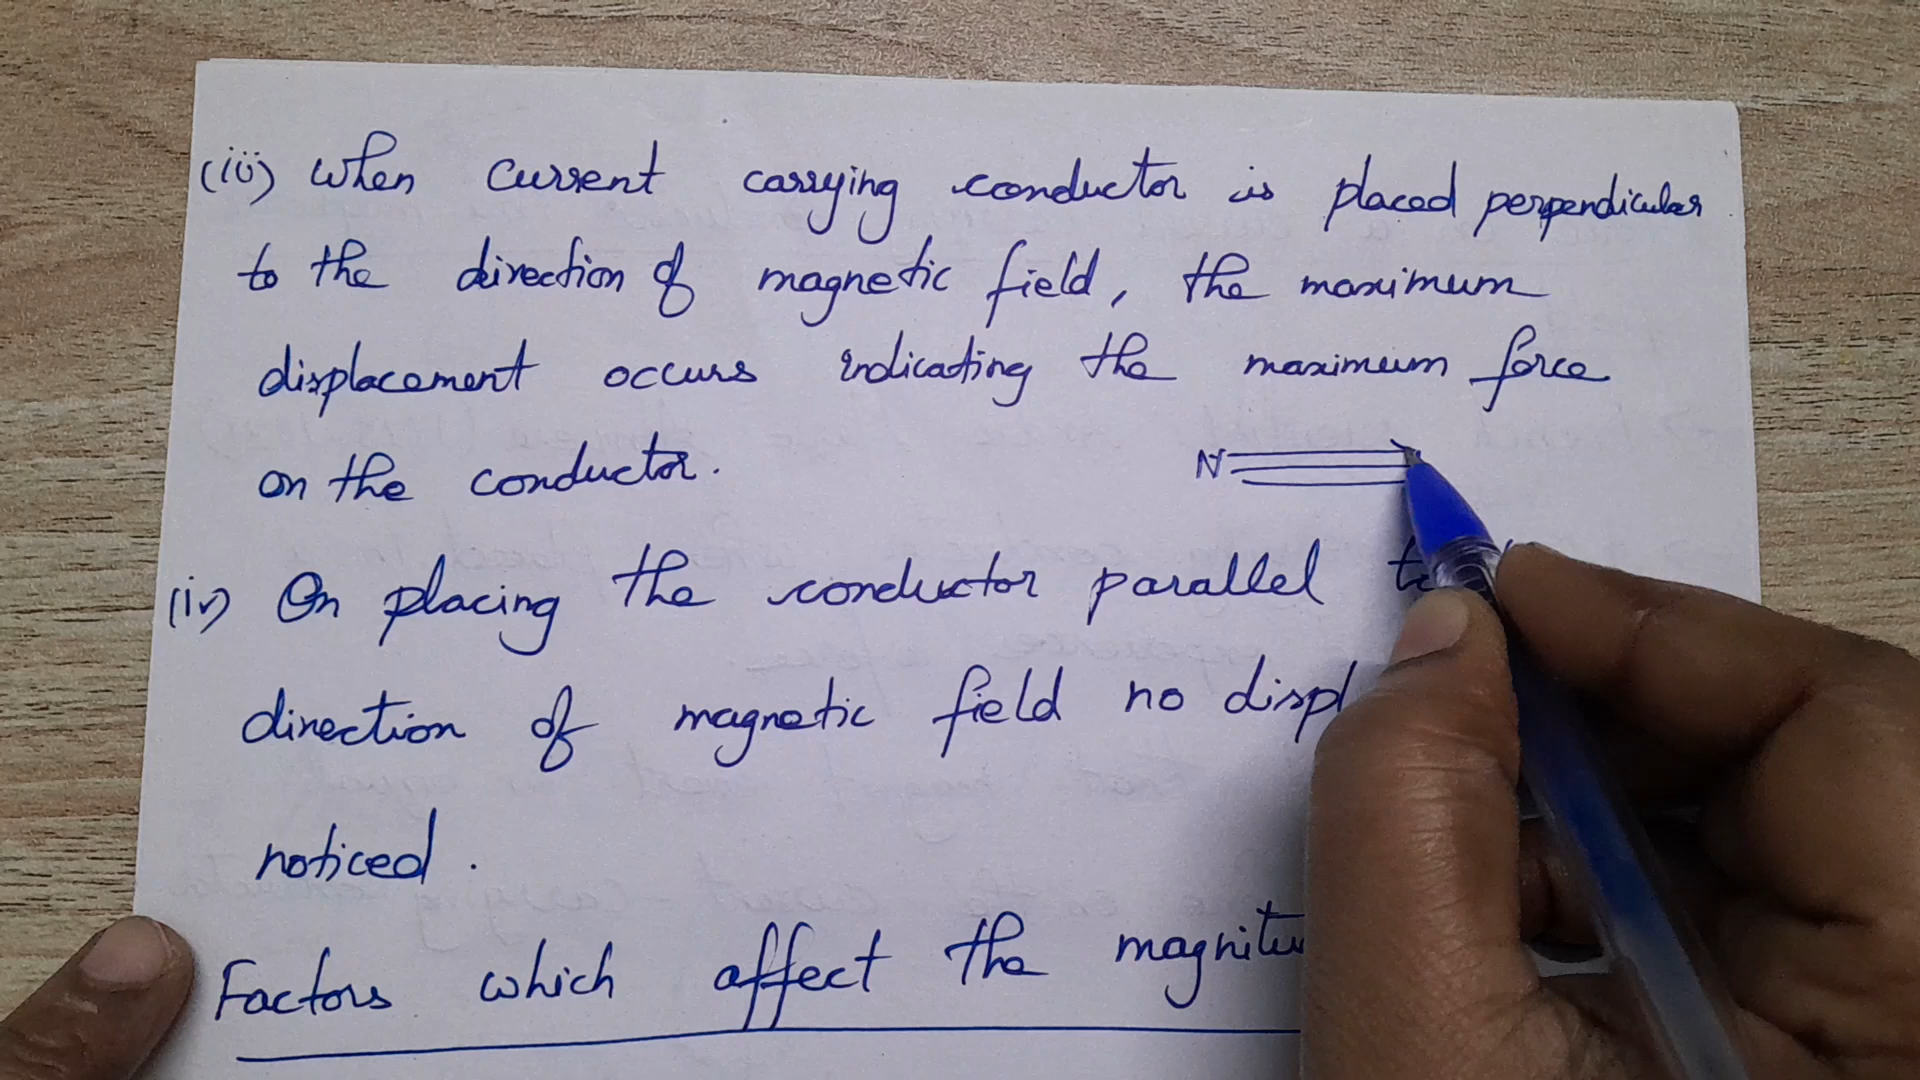 (iii) When current carrying conductor is placed perpendicular
to the direction of magnetic field, the maximum
displacement occurs indicating the maximum force
on the conductor.
N
(iv) On placing the conductor parallel
direction of magnetic field no displ
noticed.
Factors which affect the magnitu